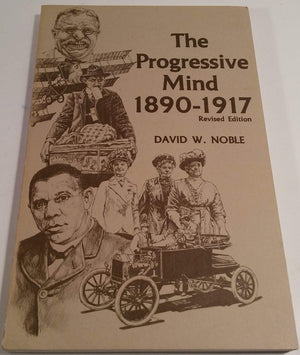 The
Progressive
Mind
1890-1917
Revised Edition
DAVID W. NOBLE